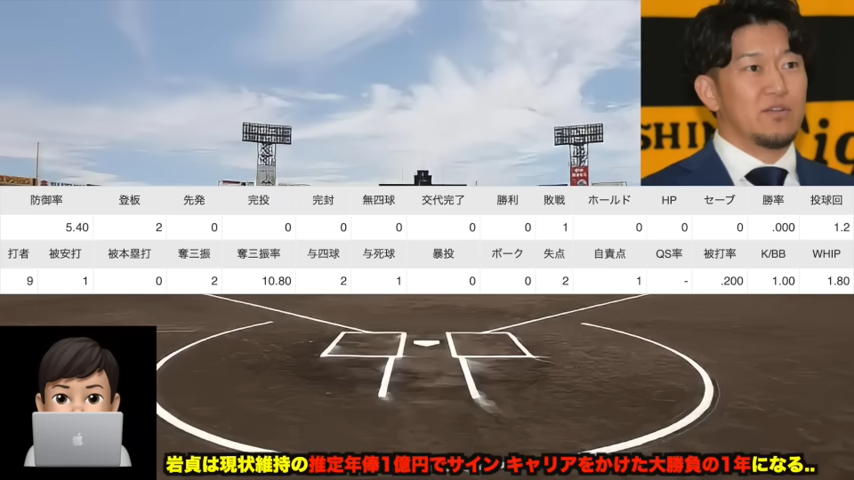 SHIN
防御率 登板 先発 完投 完封 無四球 交代完了 勝利 敗戦 ホールド HP セーブ 勝率 投球回
5.40 2 0 0 0 0 0 0 1 0 0 0 .000 1.2
打者 被安打 被本塁打 奪三振 奪三振率 与四球 与死球 暴投 ボーク 失点 自責点 QS率 被打率 K/BB WHIP
9 1 0 2 10.80 2 1 0 0 2 1 - .200 1.00 1.80
岩貞は現状維持の推定年俸1億円でサイン キャリアをかけた大勝負の1年になる..